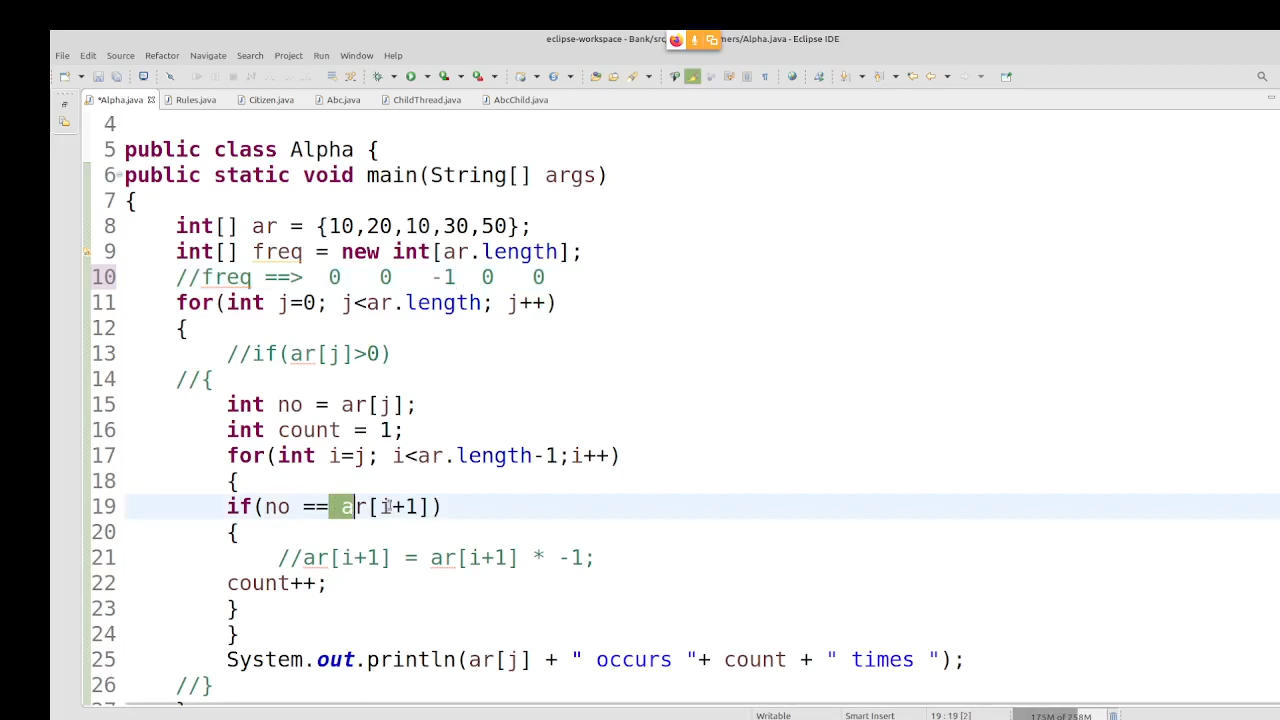 eclipse-workspace - Bank/src mers/Alpha.java - Eclipse IDE
File Edit Source Refactor Navigate Search Project Run Window Help
*Alpha.java Rules.java Citizen.java Abc.java ChildThread.java AbcChild.java
4
5 public class Alpha {
6 public static void main(String[] args)
7 {
8 int[] ar = {10,20,10,30,50};
9 int[] freq = new int[ar.length];
10 //freq ==> 0 0 -1 0 0
11 for(int j=0; j<ar.length; j++)
12 {
13 //if(ar[j]>0)
14 //{
15 int no = ar[j];
16 int count = 1;
17 for(int i=j; i<ar.length-1;i++)
18 {
19 if(no == ar[i+1])
20 {
21 //ar[i+1] = ar[i+1] * -1;
22 count++;
23 }
24 }
25 System.out.println(ar[j] + " occurs "+ count + " times ");
26 //}
Writable Smart Insert 19 : 19 [2] 175M of 258M